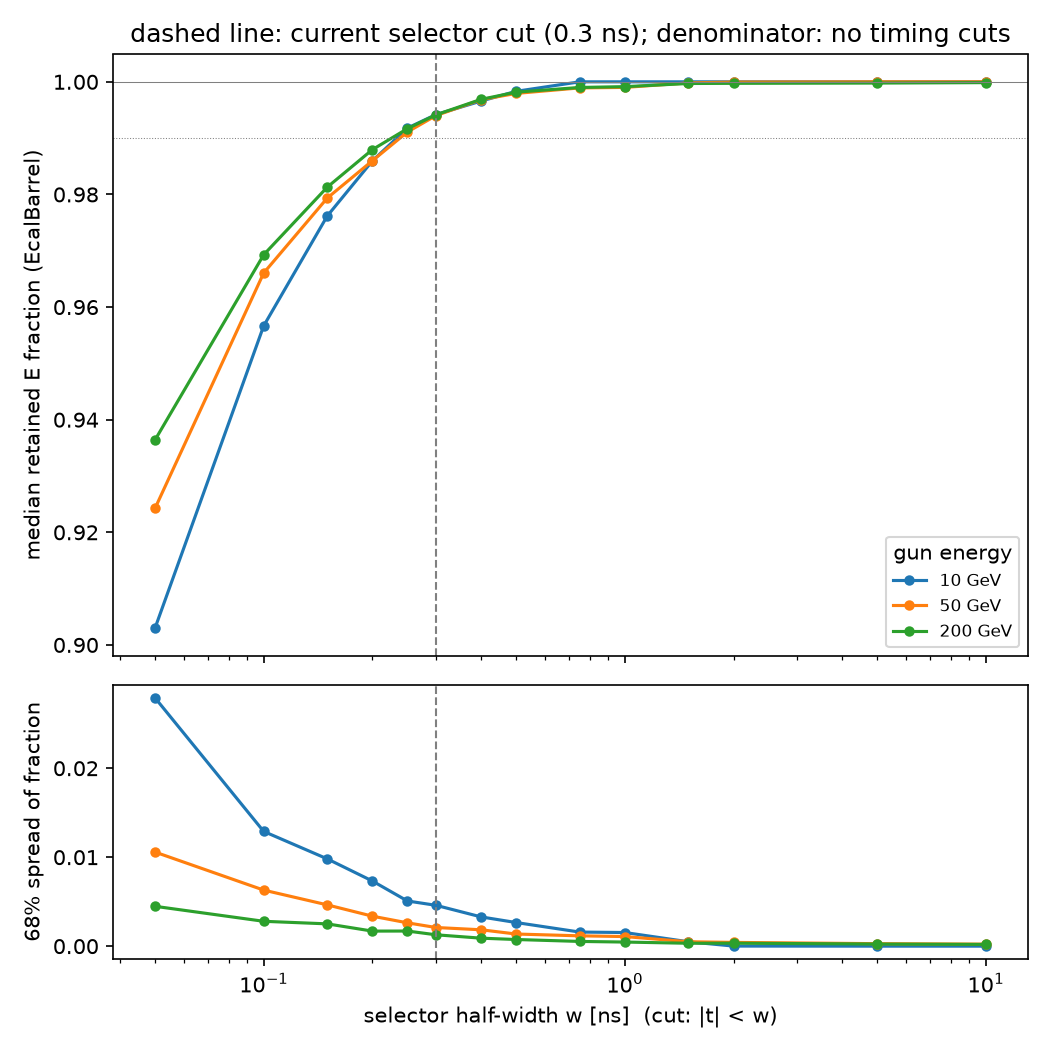 dashed line: current selector cut (0.3 ns); denominator: no timing cuts
median retained E fraction (EcalBarrel)
1.00
0.98
0.96
0.94
0.92
0.90
gun energy
10 GeV
50 GeV
200 GeV
68% spread of fraction
0.02
0.01
0.00
10⁻¹ 10⁰ 10¹
selector half-width w [ns] (cut: |t| < w)